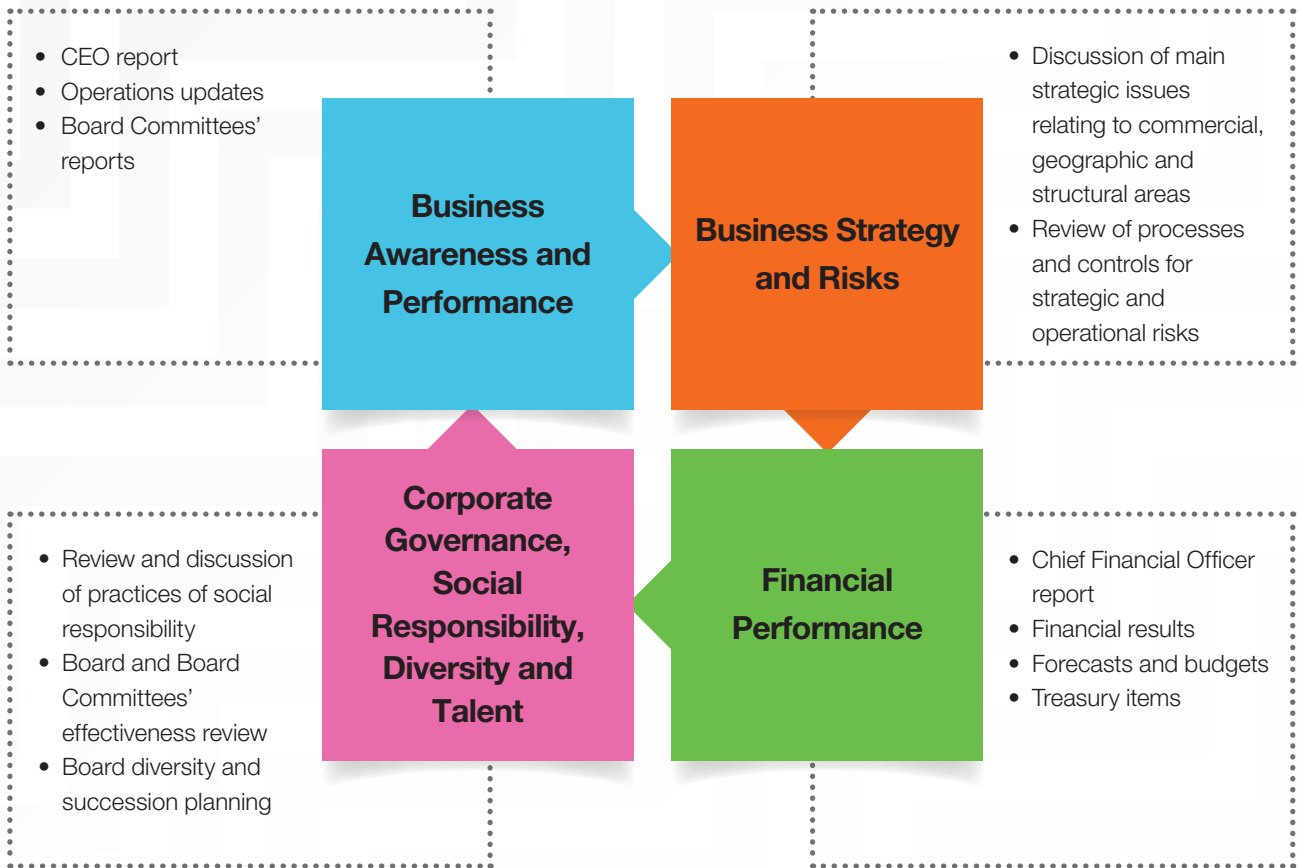 • CEO report
• Operations updates
• Board Committees’
reports
Business
Awareness and
Performance
Business Strategy
and Risks
• Discussion of main
strategic issues
relating to commercial,
geographic and
structural areas
• Review of processes
and controls for
strategic and
operational risks
• Review and discussion
of practices of social
responsibility
• Board and Board
Committees’
effectiveness review
• Board diversity and
succession planning
Corporate
Governance,
Social
Responsibility,
Diversity and
Talent
Financial
Performance
• Chief Financial Officer
report
• Financial results
• Forecasts and budgets
• Treasury items